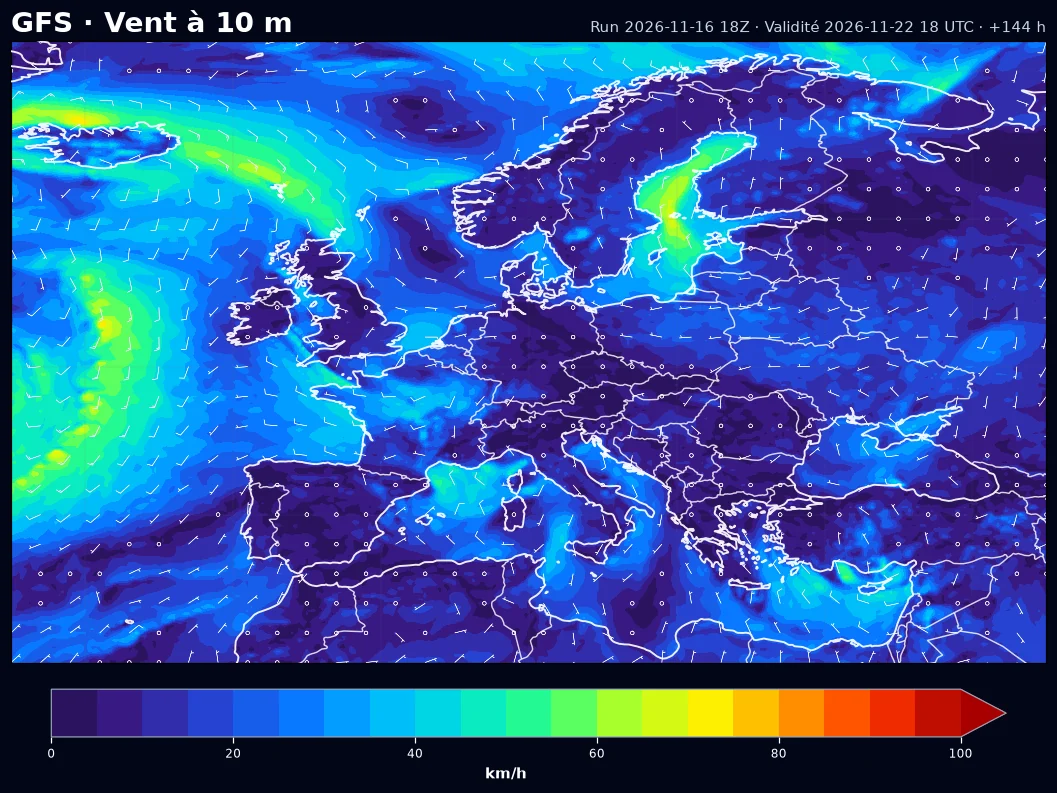 GFS · Vent à 10 m
Run 2026-11-16 18Z · Validité 2026-11-22 18 UTC · +144 h
0 20 40 60 80 100
km/h